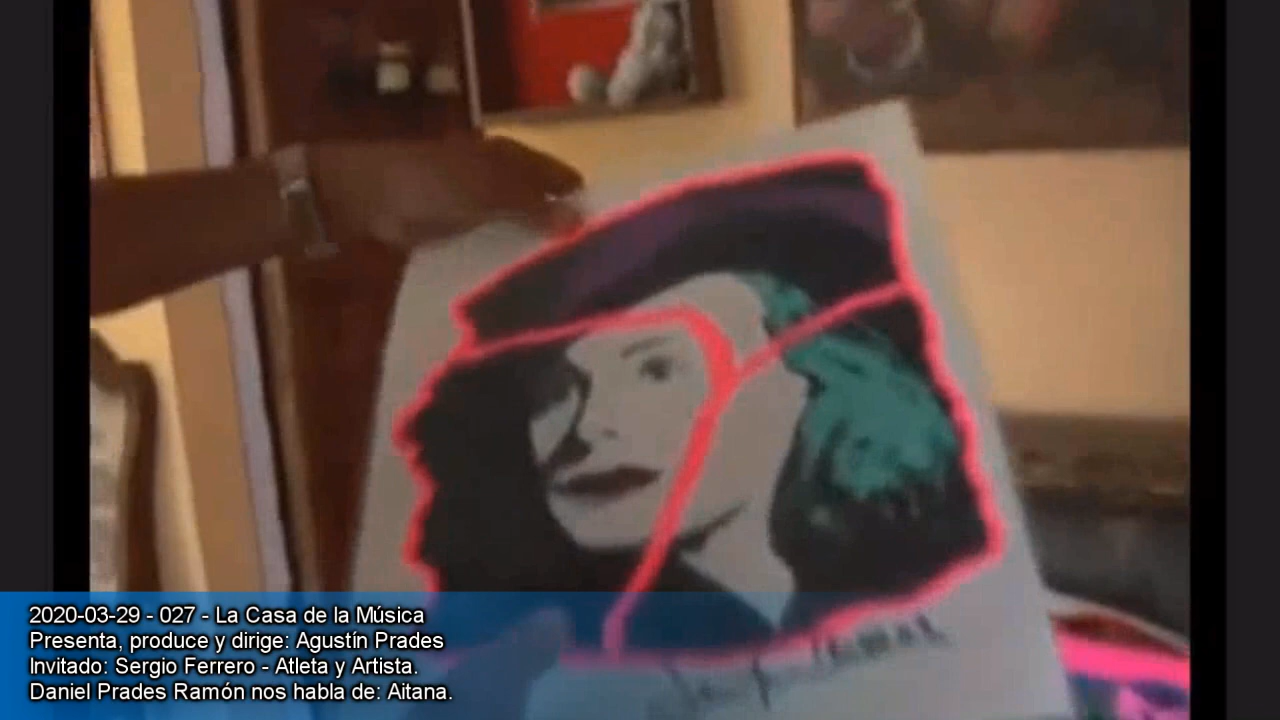 2020-03-29 - 027 - La Casa de la Música
Presenta, produce y dirige: Agustín Prades
Invitado: Sergio Ferrero - Atleta y Artista.
Daniel Prades Ramón nos habla de: Aitana.